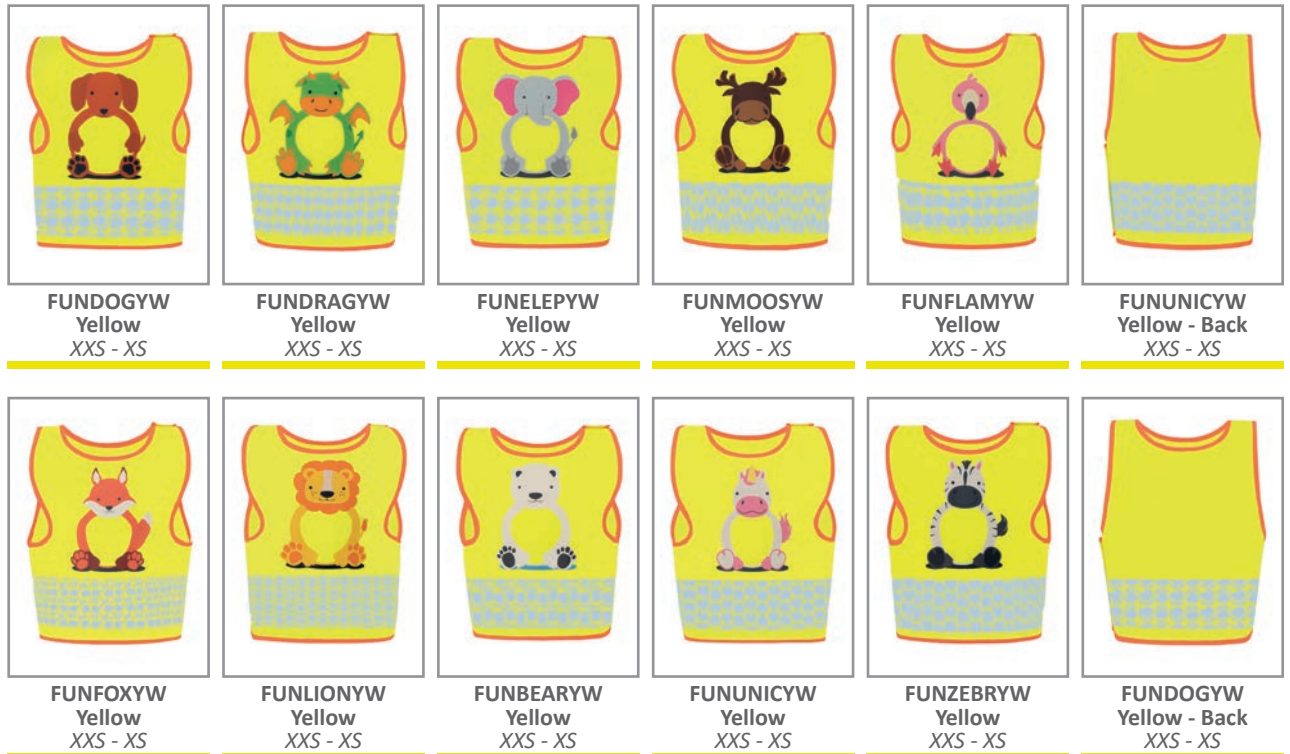 FUNDOGYW
Yellow
XXS - XS
FUNDRAGYW
Yellow
XXS - XS
FUNELEPYW
Yellow
XXS - XS
FUNMOOSYW
Yellow
XXS - XS
FUNFLAMYW
Yellow
XXS - XS
FUNUNICYW
Yellow - Back
XXS - XS
FUNFOXYW
Yellow
XXS - XS
FUNLIONYW
Yellow
XXS - XS
FUNBEARYW
Yellow
XXS - XS
FUNUNICYW
Yellow
XXS - XS
FUNZEBRYW
Yellow
XXS - XS
FUNDOGYW
Yellow - Back
XXS - XS